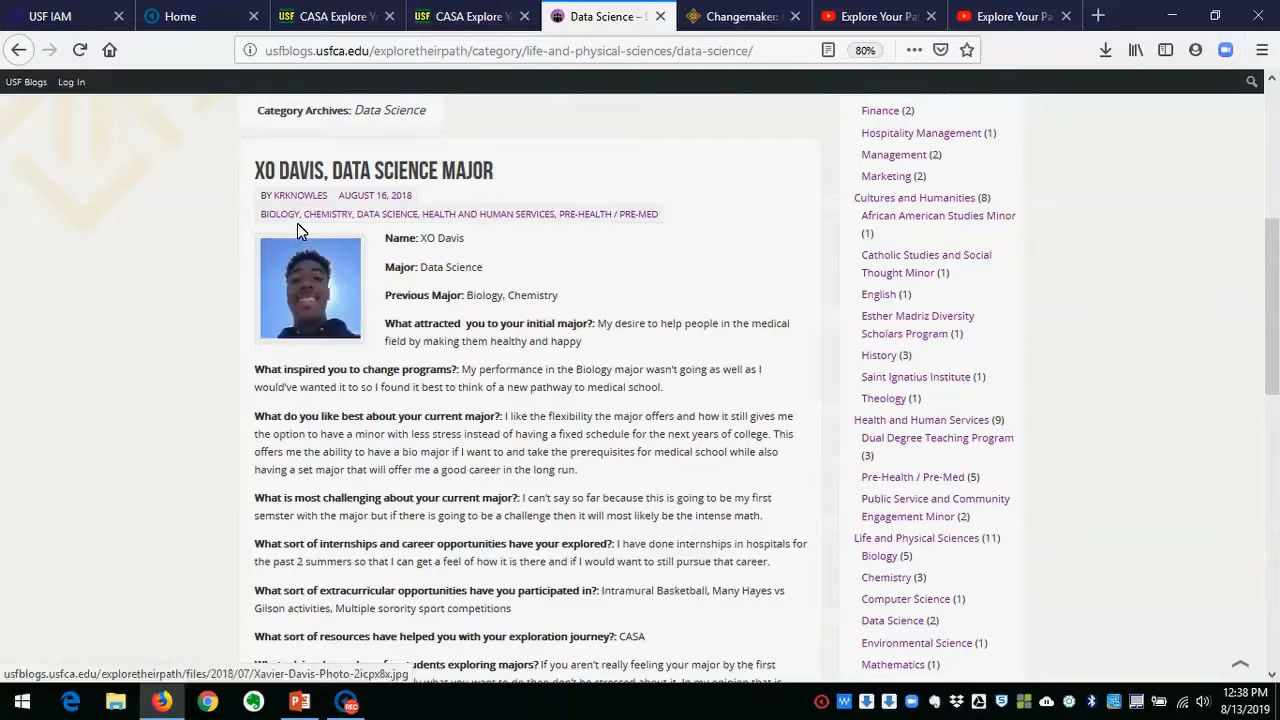 USF IAM
Home
USF CASA Explore Y
USF CASA Explore Y
Data Science –
Changemaker:
Explore Your Pa
Explore Your Pa
usfblogs.usfca.edu/exploretheirpath/category/life-and-physical-sciences/data-science/
80%
USF Blogs Log In
Category Archives: Data Science
XO DAVIS, DATA SCIENCE MAJOR
BY KRKNOWLES AUGUST 16, 2018
BIOLOGY, CHEMISTRY, DATA SCIENCE, HEALTH AND HUMAN SERVICES, PRE-HEALTH / PRE-MED
Name: XO Davis
Major: Data Science
Previous Major: Biology, Chemistry
What attracted you to your initial major?: My desire to help people in the medical
field by making them healthy and happy
What inspired you to change programs?: My performance in the Biology major wasn't going as well as I
would've wanted it to so I found it best to think of a new pathway to medical school.
What do you like best about your current major?: I like the flexibility the major offers and how it still gives me
the option to have a minor with less stress instead of having a fixed schedule for the next years of college. This
offers me the ability to have a bio major if I want to and take the prerequisites for medical school while also
having a set major that will offer me a good career in the long run.
What is most challenging about your current major?: I can't say so far because this is going to be my first
semster with the major but if there is going to be a challenge then it will most likely be the intense math.
What sort of internships and career opportunities have your explored?: I have done internships in hospitals for
the past 2 summers so that I can get a feel of how it is there and if I would want to still pursue that career.
What sort of extracurricular opportunities have you participated in?: Intramural Basketball, Many Hayes vs
Gilson activities, Multiple sorority sport competitions
What sort of resources have helped you with your exploration journey?: CASA
students exploring majors? If you aren't really feeling your major by the first
Finance (2)
Hospitality Management (1)
Management (2)
Marketing (2)
Cultures and Humanities (8)
African American Studies Minor
(1)
Catholic Studies and Social
Thought Minor (1)
English (1)
Esther Madriz Diversity
Scholars Program (1)
History (3)
Saint Ignatius Institute (1)
Theology (1)
Health and Human Services (9)
Dual Degree Teaching Program
(3)
Pre-Health / Pre-Med (5)
Public Service and Community
Engagement Minor (2)
Life and Physical Sciences (11)
Biology (5)
Chemistry (3)
Computer Science (1)
Data Science (2)
Environmental Science (1)
Mathematics (1)
usfblogs.usfca.edu/exploretheirpath/files/2018/07/Xavier-Davis-Photo-2icpx8x.jpg
REC
12:38 PM
8/13/2019